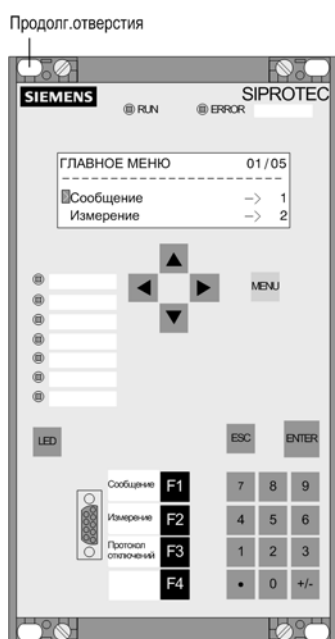 Продолг.отверстия
SIEMENS
SIPROTEC
RUN
ERROR
ГЛАВНОЕ МЕНЮ 01/05
Сообщение –> 1
Измерение –> 2
MENU
LED
ESC
ENTER
Сообщение F1
7 8 9
Измерение F2
4 5 6
Протокол
отключений F3
1 2 3
F4
• 0 +/-